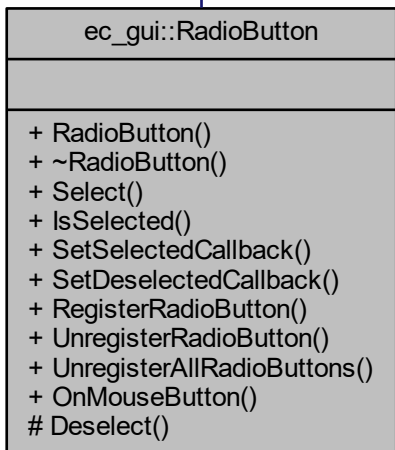 ec_gui::RadioButton
+ RadioButton()
+ ~RadioButton()
+ Select()
+ IsSelected()
+ SetSelectedCallback()
+ SetDeselectedCallback()
+ RegisterRadioButton()
+ UnregisterRadioButton()
+ UnregisterAllRadioButtons()
+ OnMouseButton()
# Deselect()